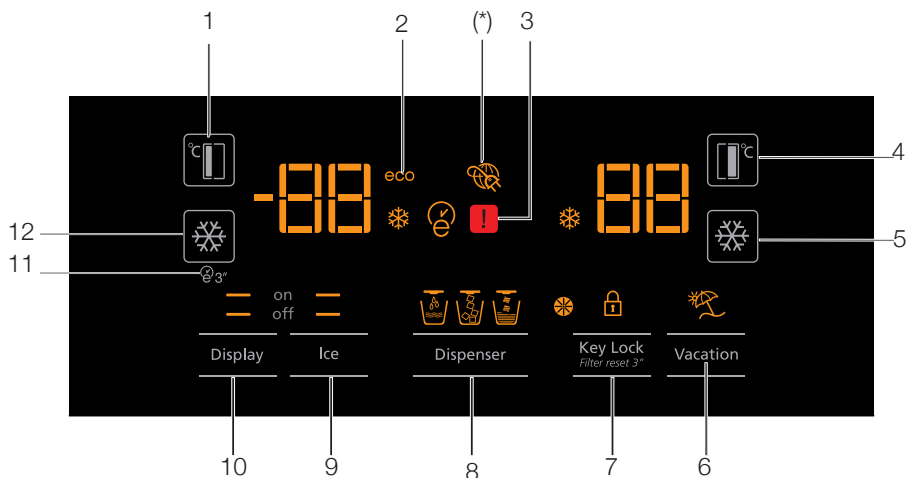 1 2 (*) 3
°C -88 eco 88 °C 4
12 e ! 5
11 e 3"
on
off
Display Ice Dispenser Key Lock Vacation
Filter reset 3"
10 9 8 7 6